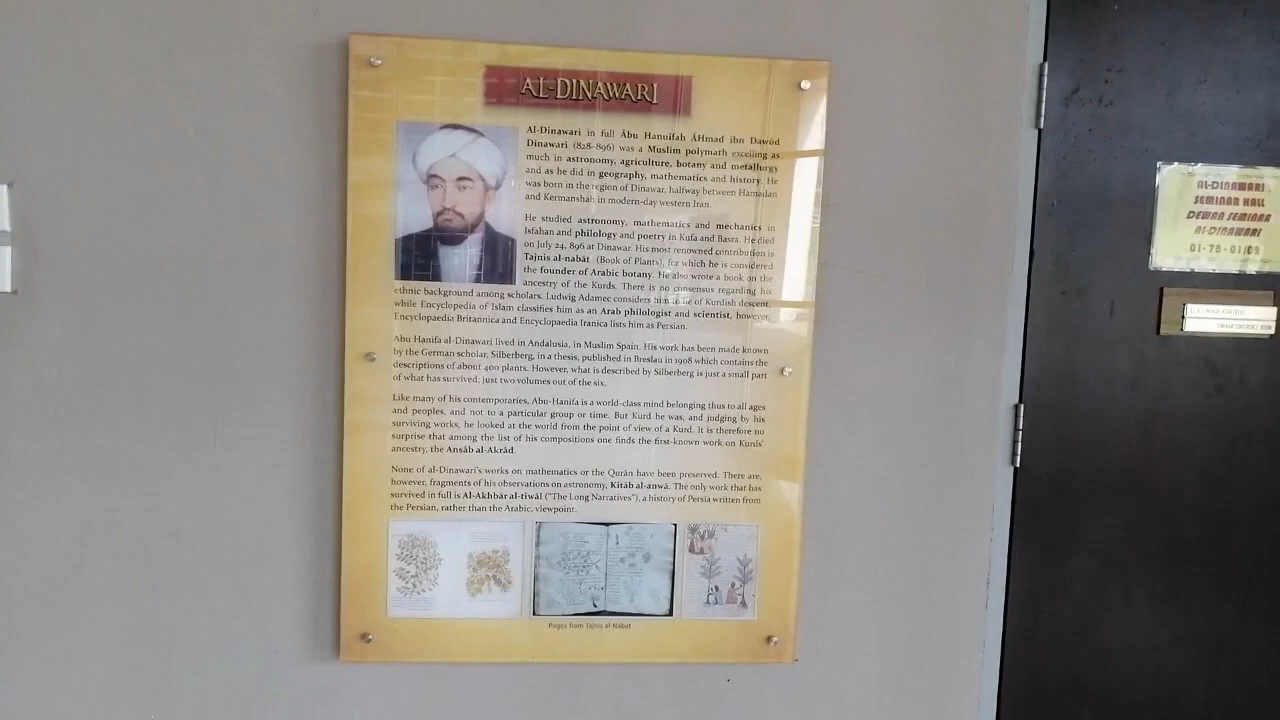 AL-DINAWARI
Al-Dinawari in full Ābu Hanuifah ÁHmad ibn Dawūd
Dinawari (828-896) was a Muslim polymath excelling as
much in astronomy, agriculture, botany and metallurgy
and as he did in geography, mathematics and history. He
was born in the region of Dinawar, halfway between Hamadan
and Kermanshah in modern-day western Iran.
He studied astronomy, mathematics and mechanics in
Isfahan and philology and poetry in Kufa and Basra. He died
on July 24, 896 at Dinawar. His most renowned contribution is
Tajnis al-nabāt (Book of Plants), for which he is considered
the founder of Arabic botany. He also wrote a book on the
ancestry of the Kurds. There is no consensus regarding his
ethnic background among scholars. Ludwig Adamec considers him to be of Kurdish descent,
while Encyclopedia of Islam classifies him as an Arab philologist and scientist, however,
Encyclopaedia Britannica and Encyclopaedia Iranica lists him as Persian.
Abu Hanifa al-Dinawari lived in Andalusia, in Muslim Spain. His work has been made known
by the German scholar, Silberberg, in a thesis, published in Breslau in 1908 which contains the
descriptions of about 400 plants. However, what is described by Silberberg is just a small part
of what has survived; just two volumes out of the six.
Like many of his contemporaries, Abu-Hanifa is a world-class mind belonging thus to all ages
and peoples, and not to a particular group or time. But Kurd he was, and judging by his
surviving works, he looked at the world from the point of view of a Kurd. It is therefore no
surprise that among the list of his compositions one finds the first-known work on Kurds'
ancestry, the Ansāb al-Akrād.
None of al-Dinawari's works on mathematics or the Qurān have been preserved. There are,
however, fragments of his observations on astronomy, Kitāb al-anwā. The only work that has
survived in full is Al-Akhbār al-tiwāl ("The Long Narratives"), a history of Persia written from
the Persian, rather than the Arabic, viewpoint.
Pages from Tajnis al-Nabat
AL-DINAWARI
SEMINAR HALL
DEWAN SEMINAR
AL-DINAWARI
01-78-01/09